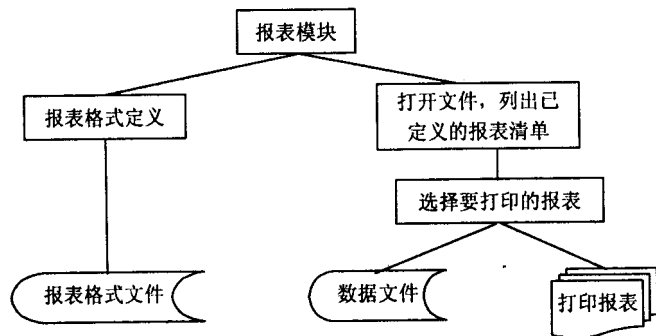 报表模块
报表格式定义
打开文件，列出已
定义的报表清单
选择要打印的报表
报表格式文件
数据文件
打印报表